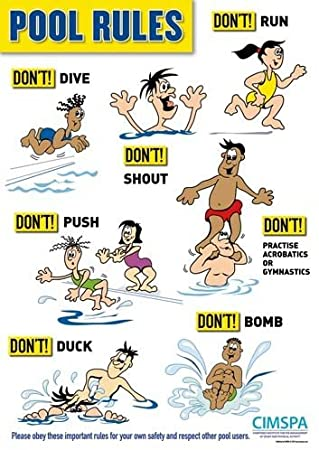 POOL RULES
DON'T! RUN
DON'T! DIVE
DON'T!
SHOUT
DON'T! PUSH
DON'T!
PRACTISE
ACROBATICS
OR
GYMNASTICS
DON'T! BOMB
DON'T! DUCK
CIMSPA
Please obey these important rules for your own safety and respect other pool users.